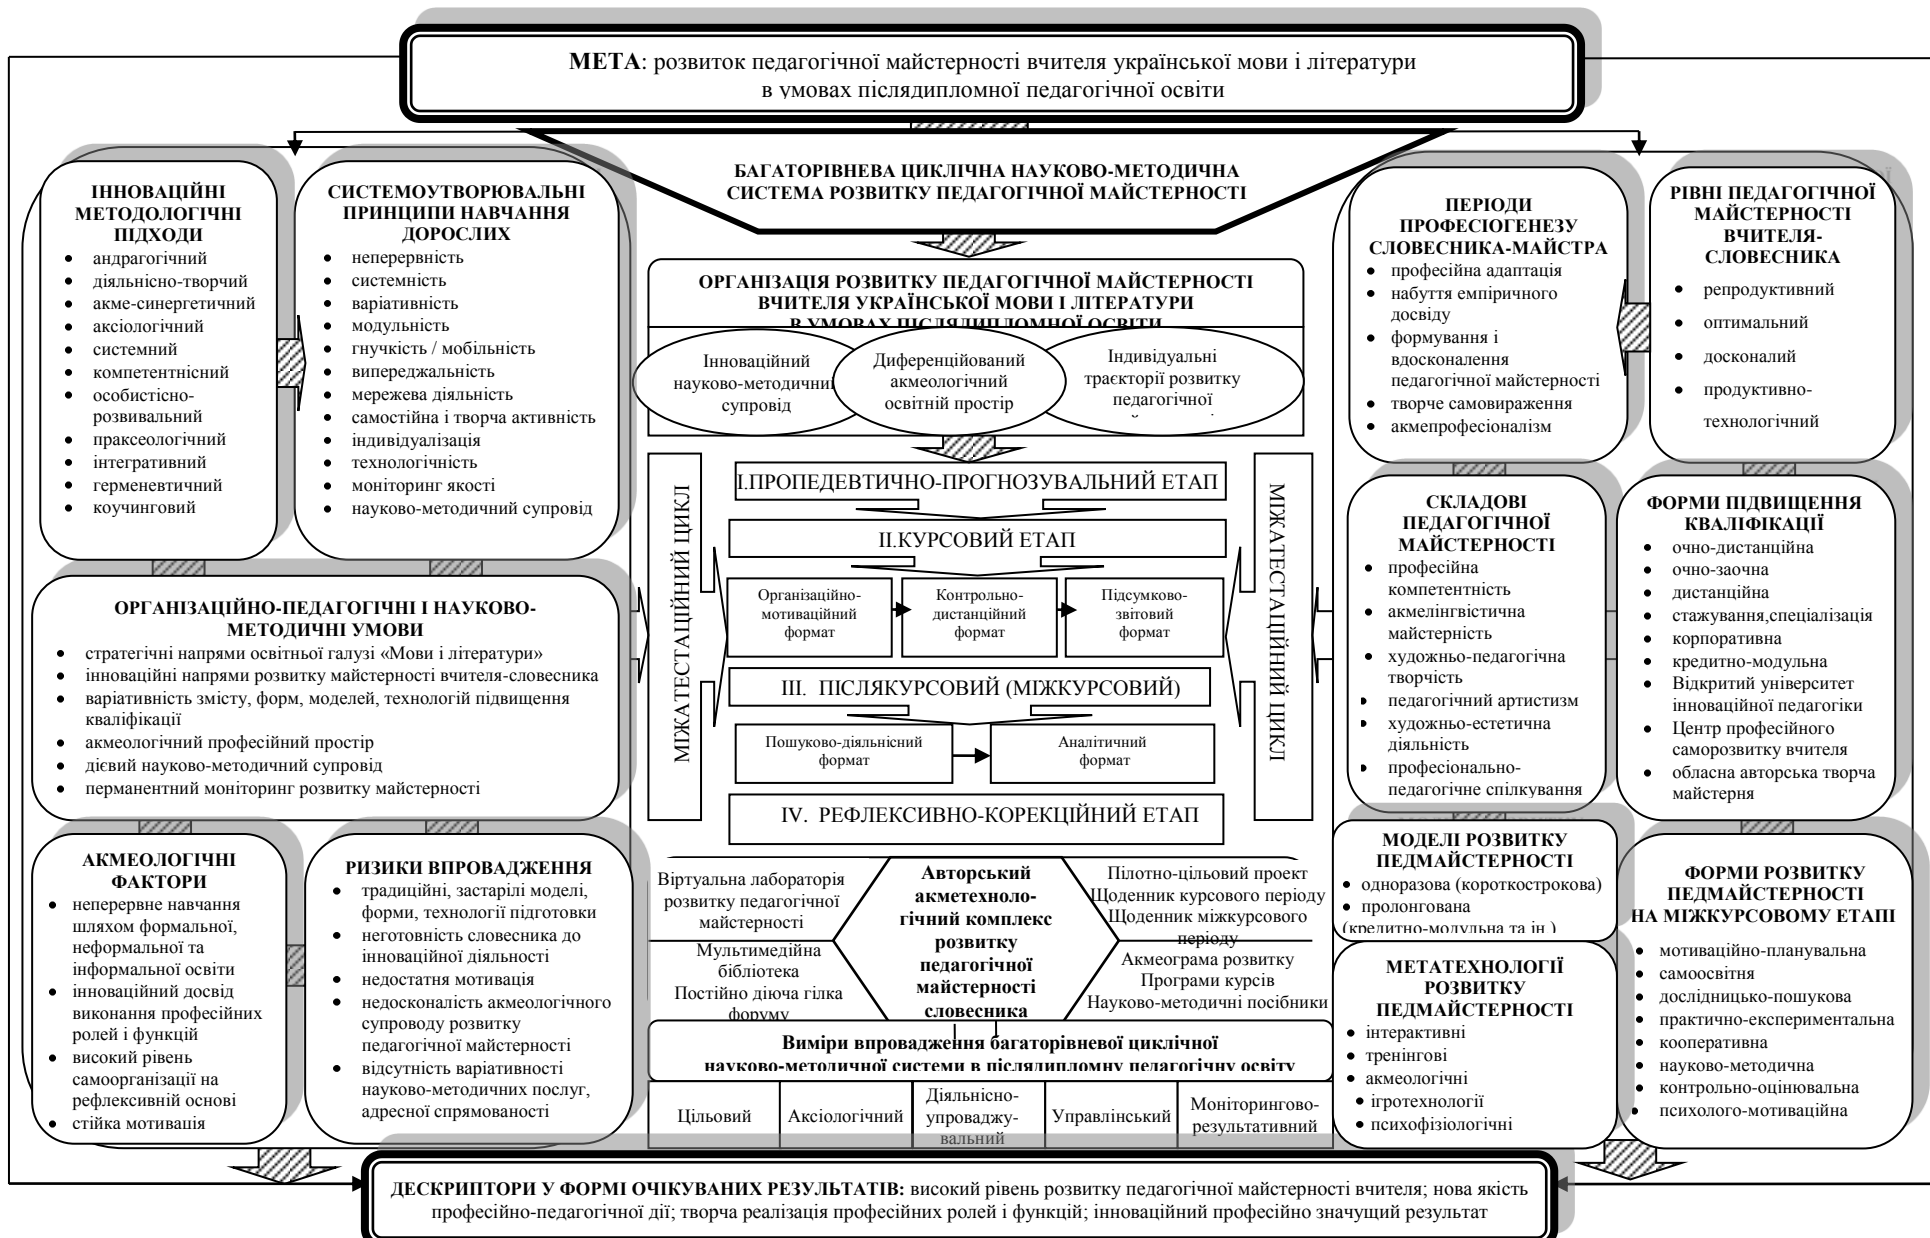 МЕТА: розвиток педагогічної майстерності вчителя української мови і літератури
в умовах післядипломної педагогічної освіти
БАГАТОРІВНЕВА ЦИКЛІЧНА НАУКОВО-МЕТОДИЧНА
СИСТЕМА РОЗВИТКУ ПЕДАГОГІЧНОЇ МАЙСТЕРНОСТІ
ІННОВАЦІЙНІ
МЕТОДОЛОГІЧНІ
ПІДХОДИ
• андрагогічний
• діяльнісно-творчий
• акме-синергетичний
• аксіологічний
• системний
• компетентнісний
• особистісно-
розвивальний
• праксеологічний
• інтегративний
• герменевтичний
• коучинговий
СИСТЕМОУТВОРЮВАЛЬНІ
ПРИНЦИПИ НАВЧАННЯ
ДОРОСЛИХ
• неперервність
• системність
• варіативність
• модульність
• гнучкість / мобільність
• випереджальність
• мережева діяльність
• самостійна і творча активність
• індивідуалізація
• технологічність
• моніторинг якості
• науково-методичний супровід
ОРГАНІЗАЦІЙНО-ПЕДАГОГІЧНІ І НАУКОВО-
МЕТОДИЧНІ УМОВИ
• стратегічні напрями освітньої галузі «Мови і літератури»
• інноваційні напрями розвитку майстерності вчителя-словесника
• варіативність змісту, форм, моделей, технологій підвищення
кваліфікації
• акмеологічний професійний простір
• дієвий науково-методичний супровід
• перманентний моніторинг розвитку майстерності
АКМЕОЛОГІЧНІ
ФАКТОРИ
• неперервне навчання
шляхом формальної,
неформальної та
інформальної освіти
• інноваційний досвід
виконання професійних
ролей і функцій
• високий рівень
самоорганізації на
рефлексивній основі
• стійка мотивація
РИЗИКИ ВПРОВАДЖЕННЯ
• традиційні, застарілі моделі,
форми, технології підготовки
• неготовність словесника до
інноваційної діяльності
• недостатня мотивація
• недосконалість акмеологічного
супроводу розвитку
педагогічної майстерності
• відсутність варіативності
науково-методичних послуг,
адресної спрямованості
ОРГАНІЗАЦІЯ РОЗВИТКУ ПЕДАГОГІЧНОЇ МАЙСТЕРНОСТІ
ВЧИТЕЛЯ УКРАЇНСЬКОЇ МОВИ І ЛІТЕРАТУРИ
В УМОВАХ ПІСЛЯДИПЛОМНОЇ ОСВІТИ
Інноваційний
науково-методичний
супровід
Диференційований
акмеологічний
освітній простір
Індивідуальні
траєкторії розвитку
педагогічної
МІЖАТЕСТАЦІЙНИЙ ЦИКЛ
І.ПРОПЕДЕВТИЧНО-ПРОГНОЗУВАЛЬНИЙ ЕТАП
ІІ.КУРСОВИЙ ЕТАП
Організаційно-
мотиваційний
формат
Контрольно-
дистанційний
формат
Підсумково-
звітовий
формат
ІІІ. ПІСЛЯКУРСОВИЙ (МІЖКУРСОВИЙ)
Пошуково-діяльнісний
формат
Аналітичний
формат
IV. РЕФЛЕКСИВНО-КОРЕКЦІЙНИЙ ЕТАП
МІЖАТЕСТАЦІЙНИЙ ЦИКЛ
Віртуальна лабораторія
розвитку педагогічної
майстерності
Мультимедійна
бібліотека
Постійно діюча гілка
форуму
Авторський
акметехноло-
гічний комплекс
розвитку
педагогічної
майстерності
словесника
Пілотно-цільовий проект
Щоденник курсового періоду
Щоденник міжкурсового
періоду
Акмеограма розвитку
Програми курсів
Науково-методичні посібники
Виміри впровадження багаторівневої циклічної
науково-методичної системи в післядипломну педагогічну освіту
Цільовий
Аксіологічний
Діяльнісно-
упроваджу-
вальний
Управлінський
Моніторингово-
результативний
ПЕРІОДИ
ПРОФЕСІОГЕНЕЗУ
СЛОВЕСНИКА-МАЙСТРА
• професійна адаптація
• набуття емпіричного
досвіду
• формування і
вдосконалення
педагогічної майстерності
• творче самовираження
• акмепрофесіоналізм
РІВНІ ПЕДАГОГІЧНОЇ
МАЙСТЕРНОСТІ
ВЧИТЕЛЯ-
СЛОВЕСНИКА
• репродуктивний
• оптимальний
• досконалий
• продуктивно-
технологічний
СКЛАДОВІ
ПЕДАГОГІЧНОЇ
МАЙСТЕРНОСТІ
• професійна
компетентність
• акмелінгвістична
майстерність
• художньо-педагогічна
творчість
• педагогічний артистизм
• художньо-естетична
діяльність
• професіонально-
педагогічне спілкування
ФОРМИ ПІДВИЩЕННЯ
КВАЛІФІКАЦІЇ
• очно-дистанційна
• очно-заочна
• дистанційна
• стажування,спеціалізація
• корпоративна
• кредитно-модульна
• Відкритий університет
інноваційної педагогіки
• Центр професійного
саморозвитку вчителя
• обласна авторська творча
майстерня
МОДЕЛІ РОЗВИТКУ
ПЕДМАЙСТЕРНОСТІ
• одноразова (короткострокова)
• пролонгована
(кредитно-модульна та ін.)
МЕТАТЕХНОЛОГІЇ
РОЗВИТКУ
ПЕДМАЙСТЕРНОСТІ
• інтерактивні
• тренінгові
• акмеологічні
• ігротехнології
• психофізіологічні
ФОРМИ РОЗВИТКУ
ПЕДМАЙСТЕРНОСТІ
НА МІЖКУРСОВОМУ ЕТАПІ
• мотиваційно-планувальна
• самоосвітня
• дослідницько-пошукова
• практично-експериментальна
• кооперативна
• науково-методична
• контрольно-оцінювальна
• психолого-мотиваційна
ДЕСКРИПТОРИ У ФОРМІ ОЧІКУВАНИХ РЕЗУЛЬТАТІВ: високий рівень розвитку педагогічної майстерності вчителя; нова якість
професійно-педагогічної дії; творча реалізація професійних ролей і функцій; інноваційний професійно значущий результат